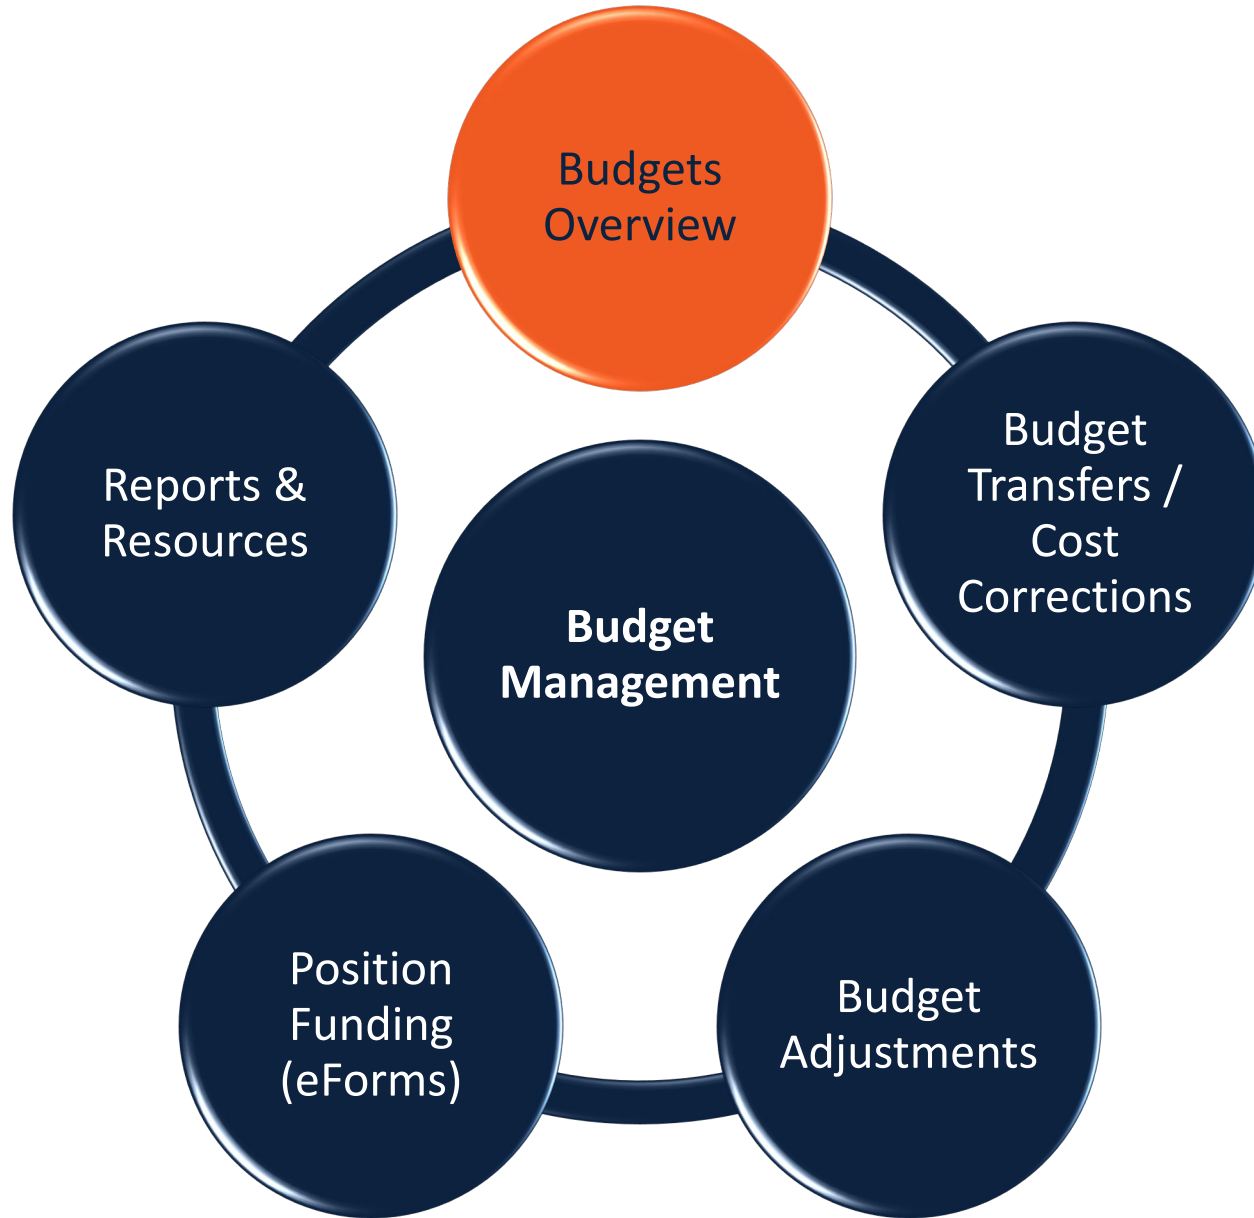 Budgets
Overview
Budget
Transfers /
Cost
Corrections
Reports &
Resources
Budget
Management
Position
Funding
(eForms)
Budget
Adjustments